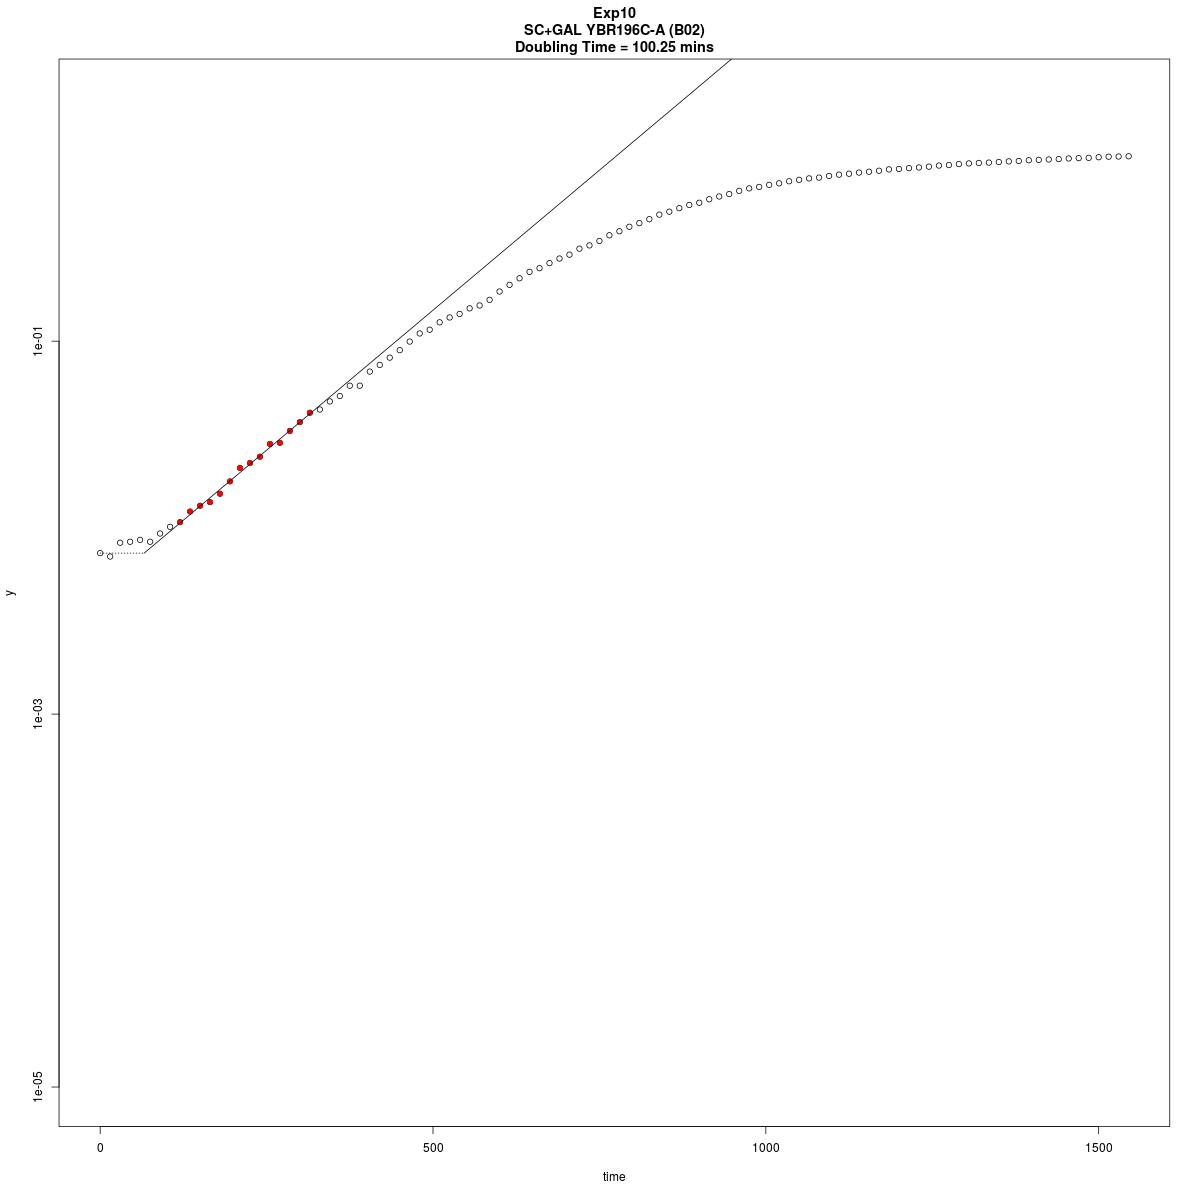 Exp10
SC+GAL YBR196C-A (B02)
Doubling Time = 100.25 mins
1e-01
1e-03
1e-05
y
0 500 1000 1500
time